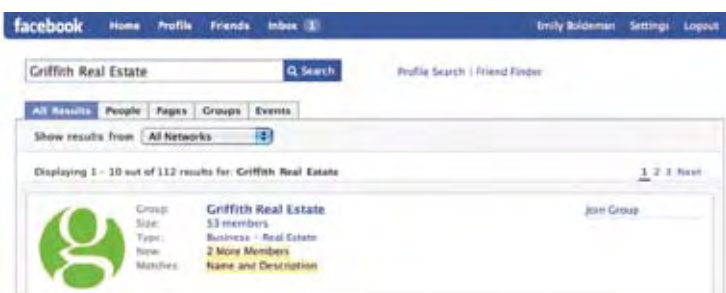 facebook Home Profile Friends Inbox 1 Emily Boldeman Settings Logout
Griffith Real Estate Search Profile Search | Friend Finder
All Results People Pages Groups Events
Show results from All Networks
Displaying 1 - 10 out of 112 results for: Griffith Real Estate 1 2 3 Next
Group: Griffith Real Estate Join Group
Size: 53 members
Type: Business - Real Estate
New: 2 More Members
Matches: Name and Description